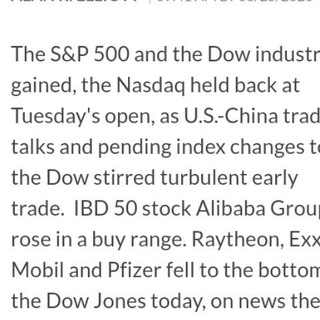 The S&P 500 and the Dow industr
gained, the Nasdaq held back at
Tuesday's open, as U.S.-China trad
talks and pending index changes t
the Dow stirred turbulent early
trade. IBD 50 stock Alibaba Grou
rose in a buy range. Raytheon, Exx
Mobil and Pfizer fell to the bottom
the Dow Jones today, on news the